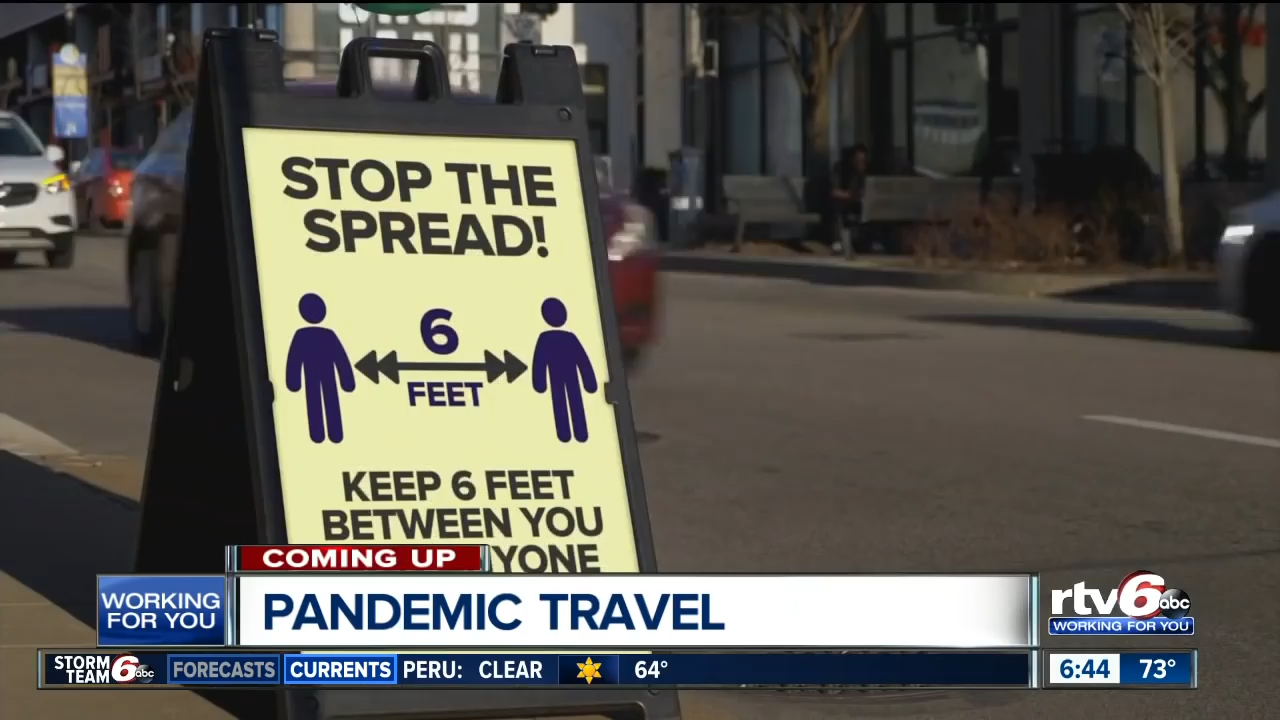 STOP THE
SPREAD!
6
FEET
KEEP 6 FEET
BETWEEN YOU
YONE
COMING UP
WORKING
FOR YOU
PANDEMIC TRAVEL
rtv6 abc
WORKING FOR YOU
STORM
TEAM 6 abc
FORECASTS
CURRENTS
PERU: CLEAR 64°
6:44 73°